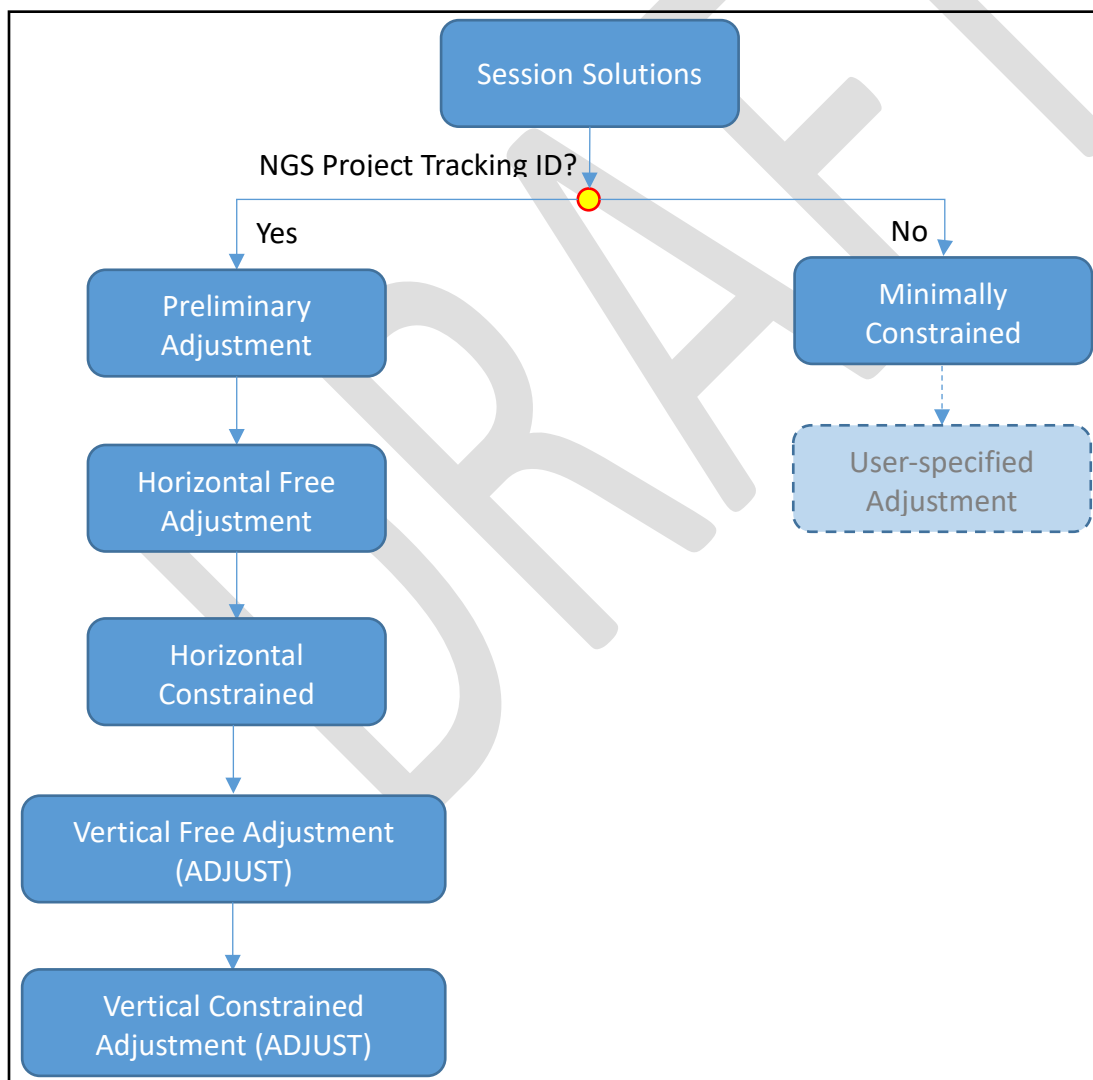 Session Solutions
NGS Project Tracking ID?
Yes
No
Preliminary
Adjustment
Minimally
Constrained
Horizontal Free
Adjustment
User-specified
Adjustment
Horizontal
Constrained
Vertical Free Adjustment
(ADJUST)
Vertical Constrained
Adjustment (ADJUST)
DRAFT